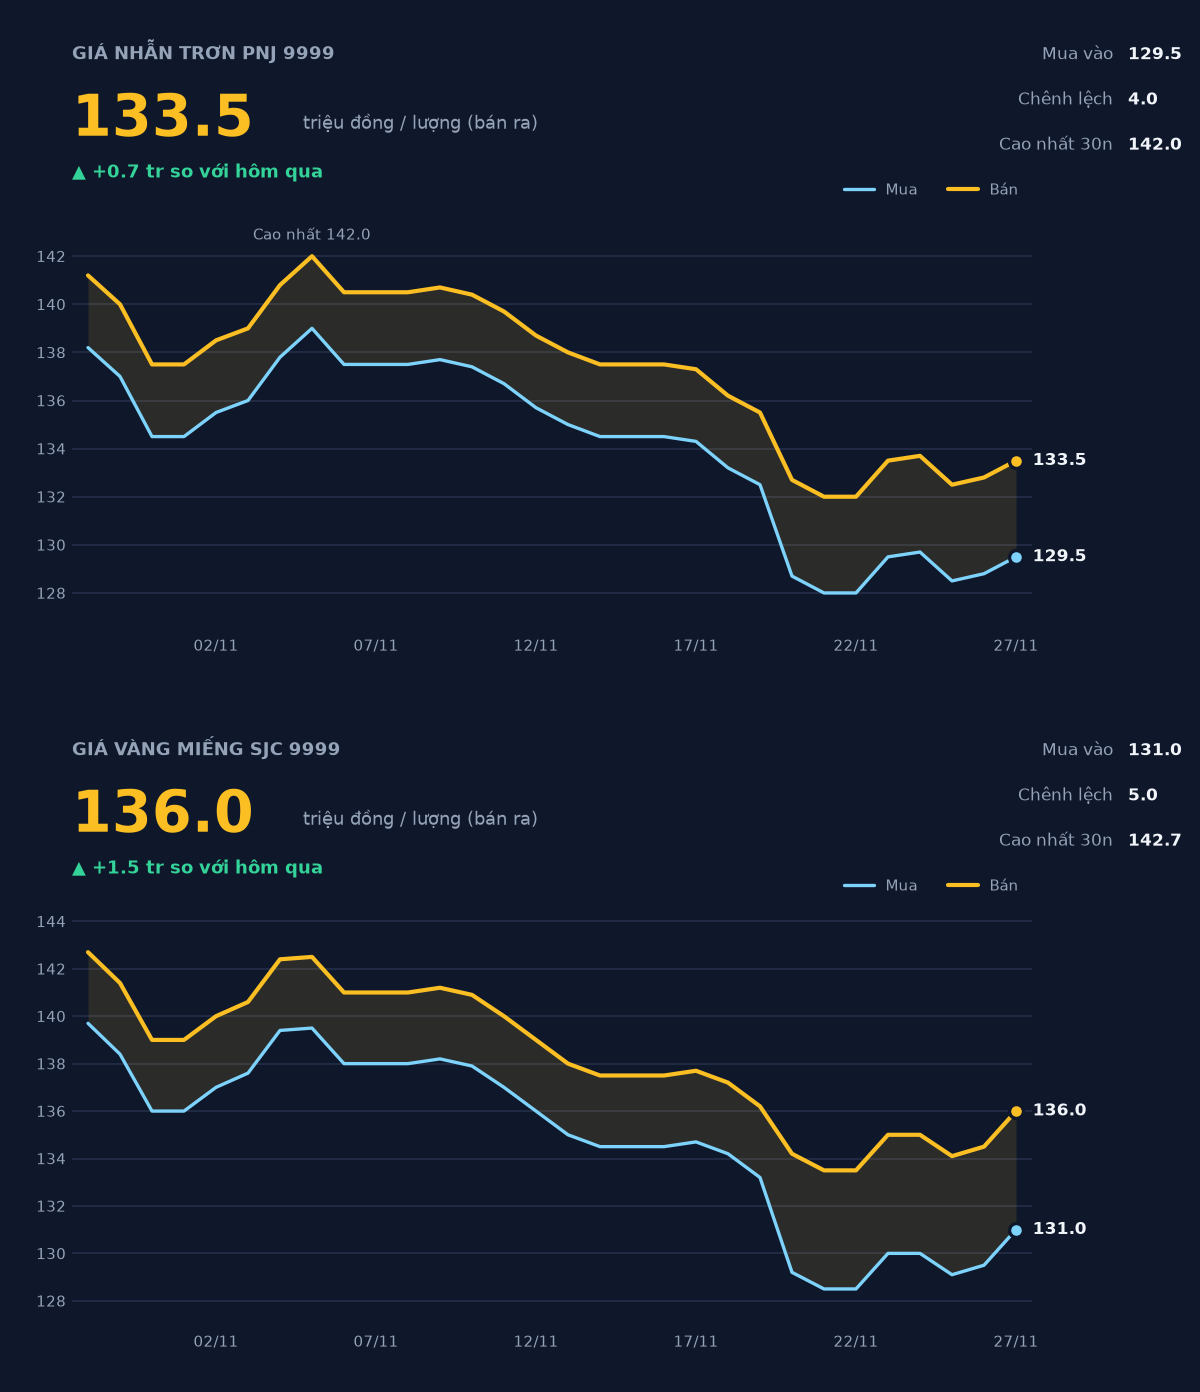 GIÁ NHẪN TRƠN PNJ 9999
133.5 triệu đồng / lượng (bán ra)
▲ +0.7 tr so với hôm qua
Mua vào 129.5
Chênh lệch 4.0
Cao nhất 30n 142.0
Mua Bán
Cao nhất 142.0
142
140
138
136
134
132
130
128
133.5
129.5
02/11 07/11 12/11 17/11 22/11 27/11
GIÁ VÀNG MIẾNG SJC 9999
136.0 triệu đồng / lượng (bán ra)
▲ +1.5 tr so với hôm qua
Mua vào 131.0
Chênh lệch 5.0
Cao nhất 30n 142.7
Mua Bán
144
142
140
138
136
134
132
130
128
136.0
131.0
02/11 07/11 12/11 17/11 22/11 27/11